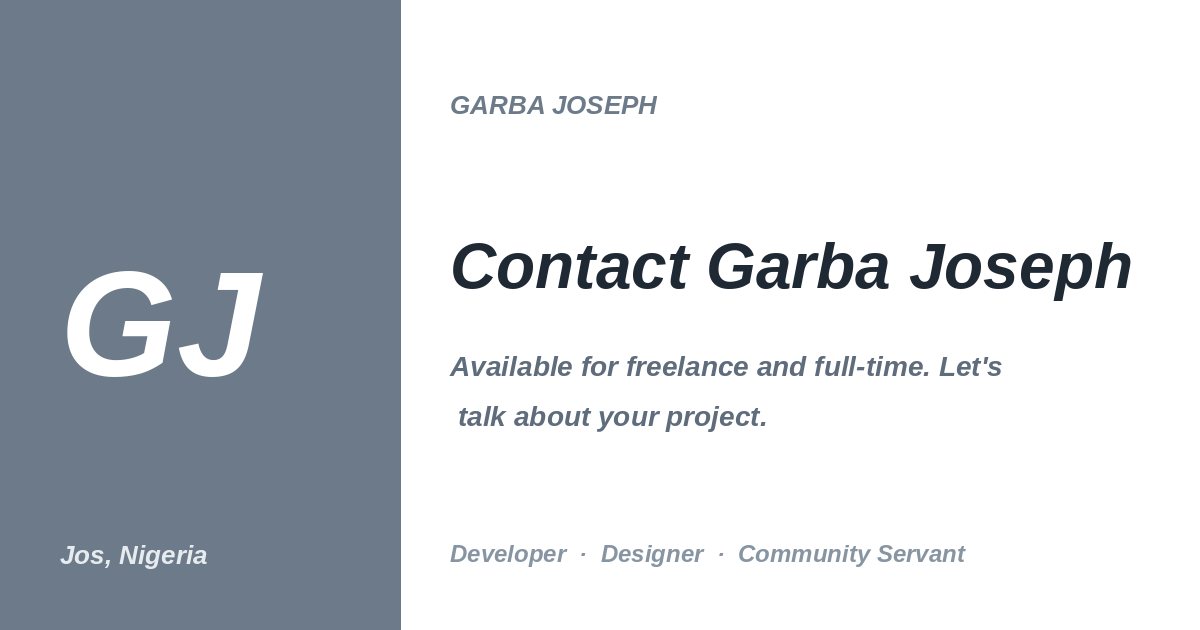 GJ
Jos, Nigeria
GARBA JOSEPH
Contact Garba Joseph
Available for freelance and full-time. Let's
talk about your project.
Developer · Designer · Community Servant